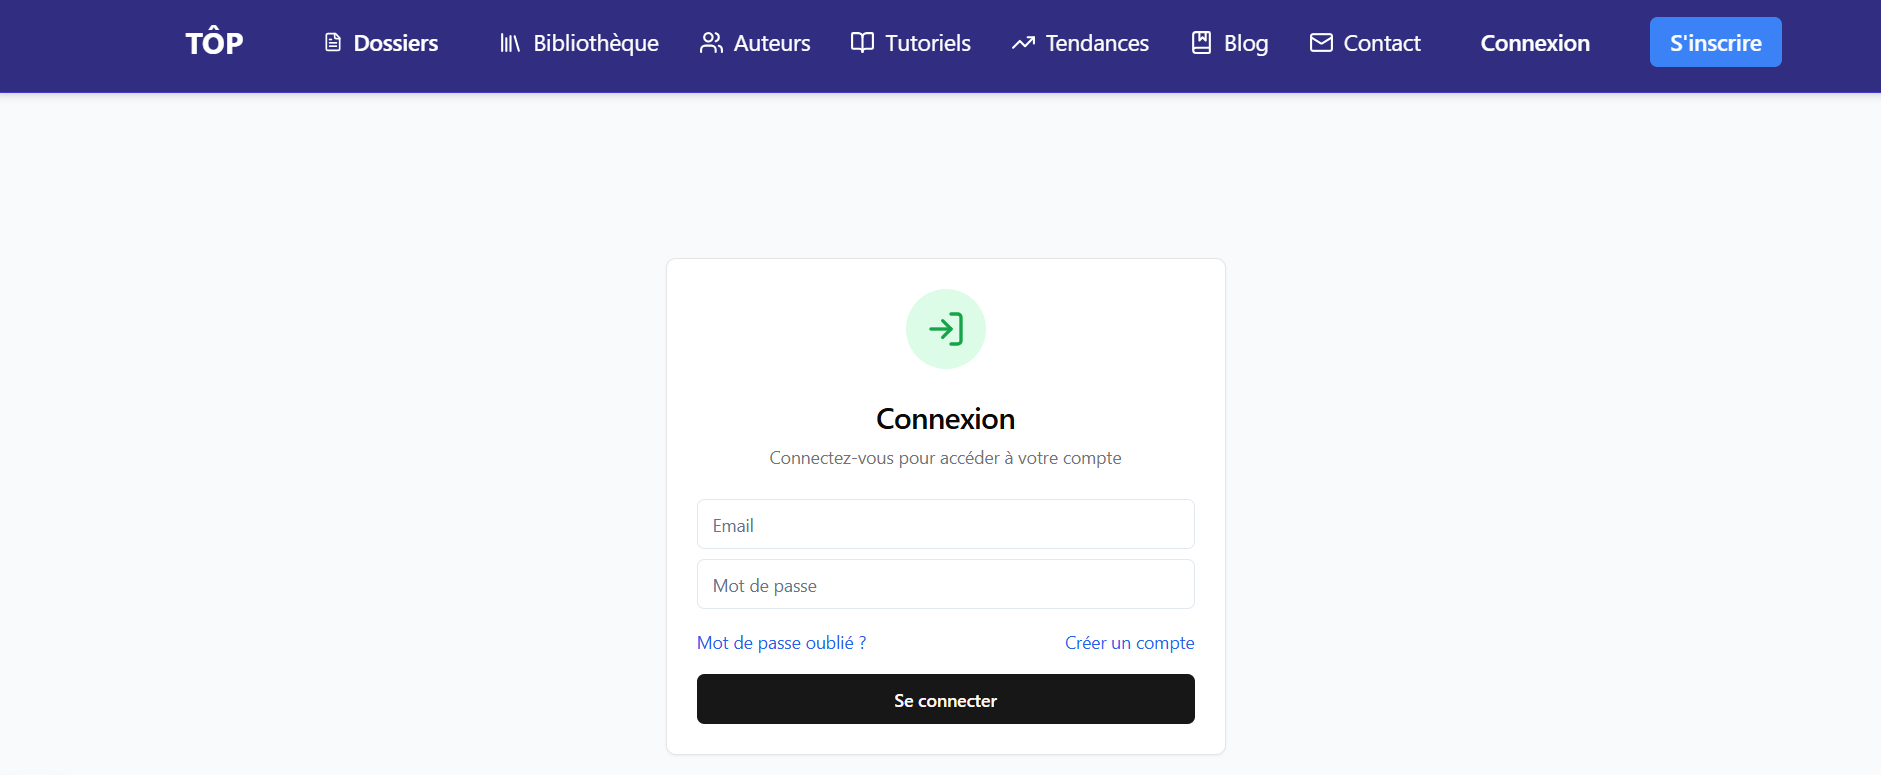 TÔP Dossiers Bibliothèque Auteurs Tutoriels Tendances Blog Contact Connexion S'inscrire
Connexion
Connectez-vous pour accéder à votre compte
Email
Mot de passe
Mot de passe oublié ? Créer un compte
Se connecter